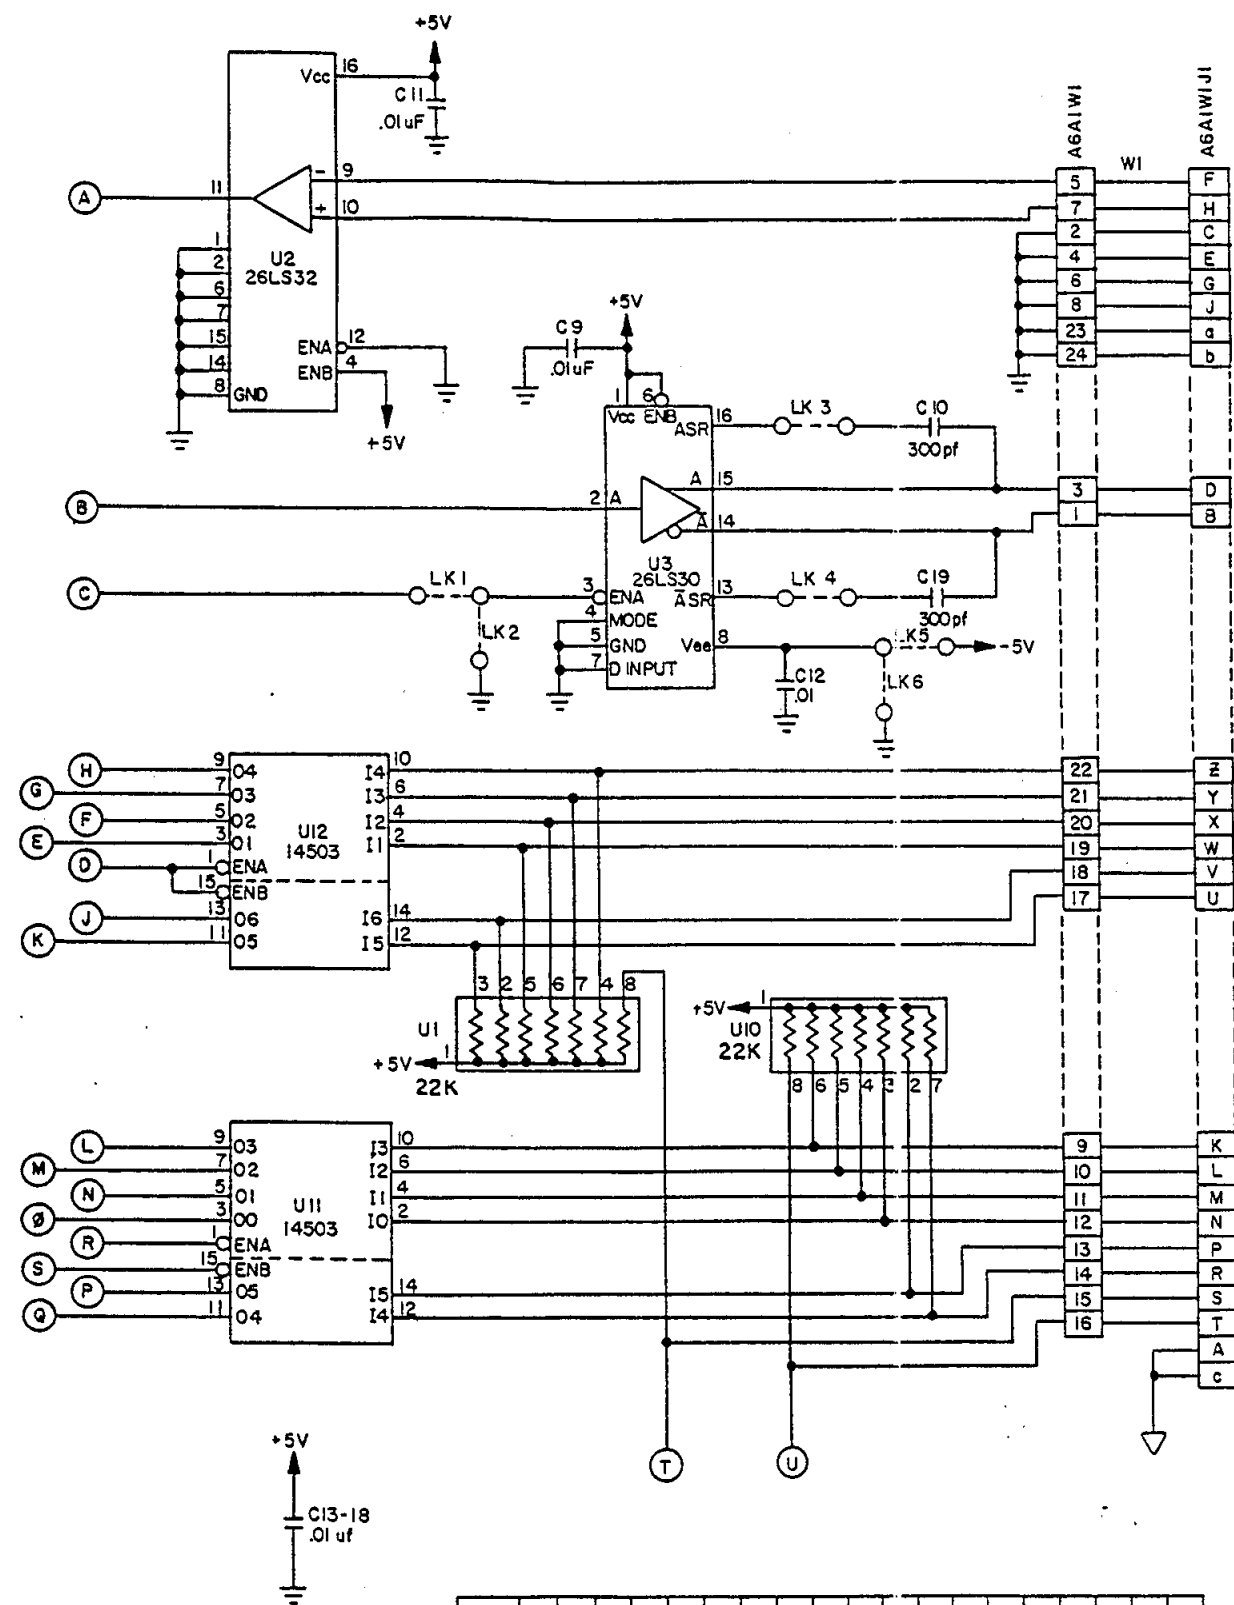 +5V
Vcc
16
C11
.01uF
A6A1W1
A6A1W1J1
A
11
-
9
+
10
5
W1
F
7
H
2
C
4
E
6
G
8
J
23
a
24
b
U2
26LS32
1
2
6
7
15
14
8
GND
ENA
12
ENB
4
+5V
+5V
C9
.01uF
1
6
Vcc
ENB
ASR
16
LK3
C10
300pf
B
2
A
A
15
A
14
3
D
1
B
U3
26LS30
C
LK1
LK2
3
ENA
4
MODE
5
GND
7
D INPUT
ASR
13
LK4
C19
300pf
Vee
8
LK5
-5V
C12
.01
LK6
H
9
O4
I4
10
22
Z
G
7
O3
I3
6
21
Y
F
5
O2
I2
4
20
X
E
3
O1
I1
2
19
W
U12
14503
D
1
ENA
18
V
15
ENB
17
U
J
13
O6
I6
14
K
11
O5
I5
12
3 2 5 6 7 4 8
U1
1
+5V
22K
+5V
1
U10
22K
8 6 5 4 3 2 7
L
9
O3
I3
10
9
K
M
7
O2
I2
6
10
L
N
5
O1
I1
4
11
M
Ø
3
O0
I0
2
12
N
U11
14503
R
1
ENA
13
P
S
15
ENB
14
R
P
13
O5
I5
14
15
S
Q
11
O4
I4
12
16
T
A
c
T
U
+5V
C13-18
.01 uf